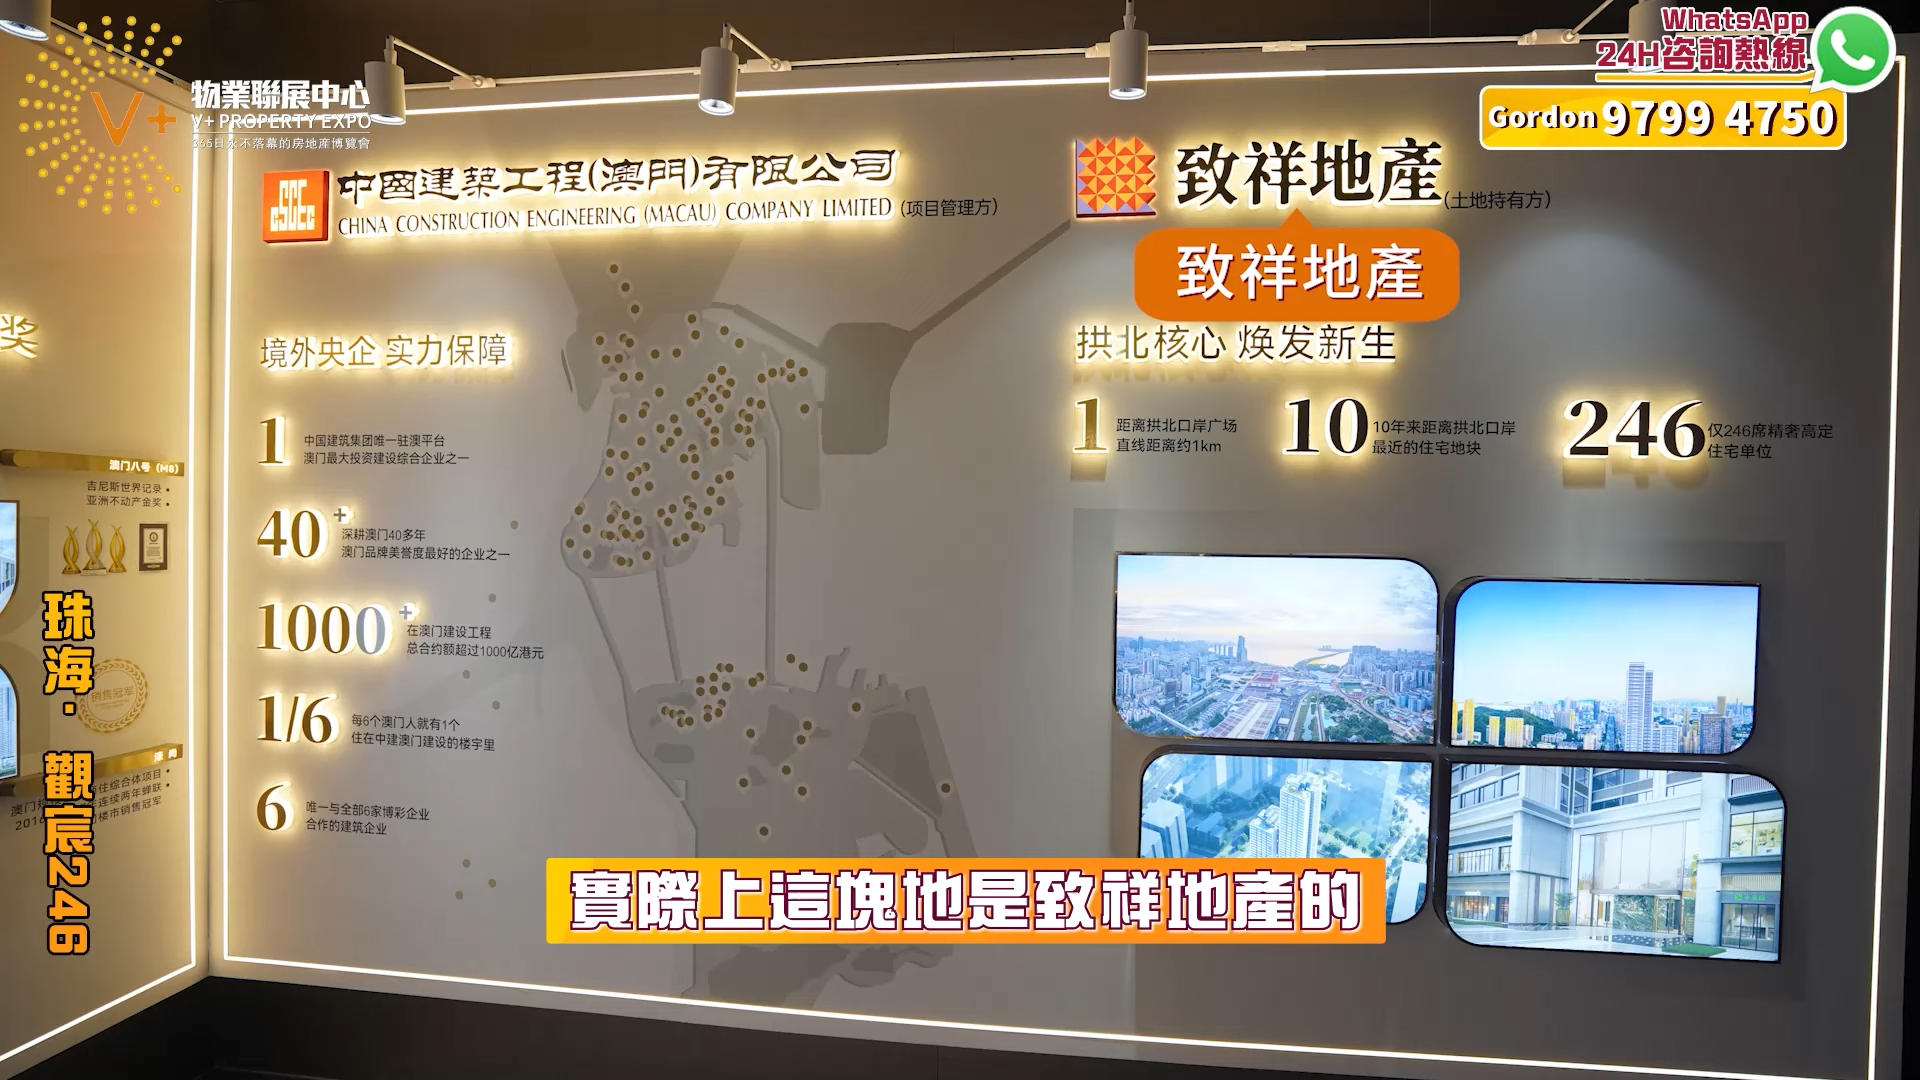 物業聯展中心
V+ PROPERTY EXPO
365日永不落幕的房地産博覽會
WhatsApp
24H咨詢熱線
Gordon 9799 4750
中國建築工程(澳門)有限公司
CHINA CONSTRUCTION ENGINEERING (MACAU) COMPANY LIMITED
(项目管理方)
致祥地產
(土地持有方)
致祥地產
境外央企 实力保障
1
中国建筑集团唯一驻澳平台
澳门最大投资建设综合企业之一
40+
深耕澳门40多年
澳门品牌美誉度最好的企业之一
1000+
在澳门建设工程
总合约额超过1000亿港元
1/6
每6个澳门人就有1个
住在中建澳门建设的楼宇里
6
唯一与全部6家博彩企业
合作的建筑企业
拱北核心 焕发新生
1
距离拱北口岸广场
直线距离约1km
10
10年来距离拱北口岸
最近的住宅地块
246
仅246席精奢高定
住宅单位
奖
澳门八号 (M8)
吉尼斯世界记录
亚洲不动产金奖
销售冠军
珠海·觀宸246
實際上這塊地是致祥地產的